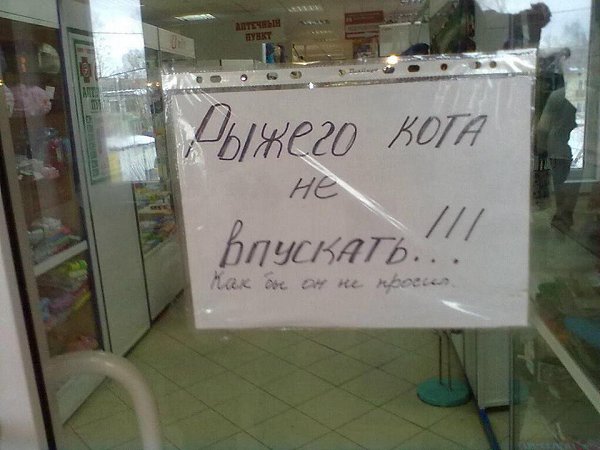 АПТЕЧНЫЙ
ПУНКТ
Рыжего кота
не
впускать...!!!
Как бы он не просил.